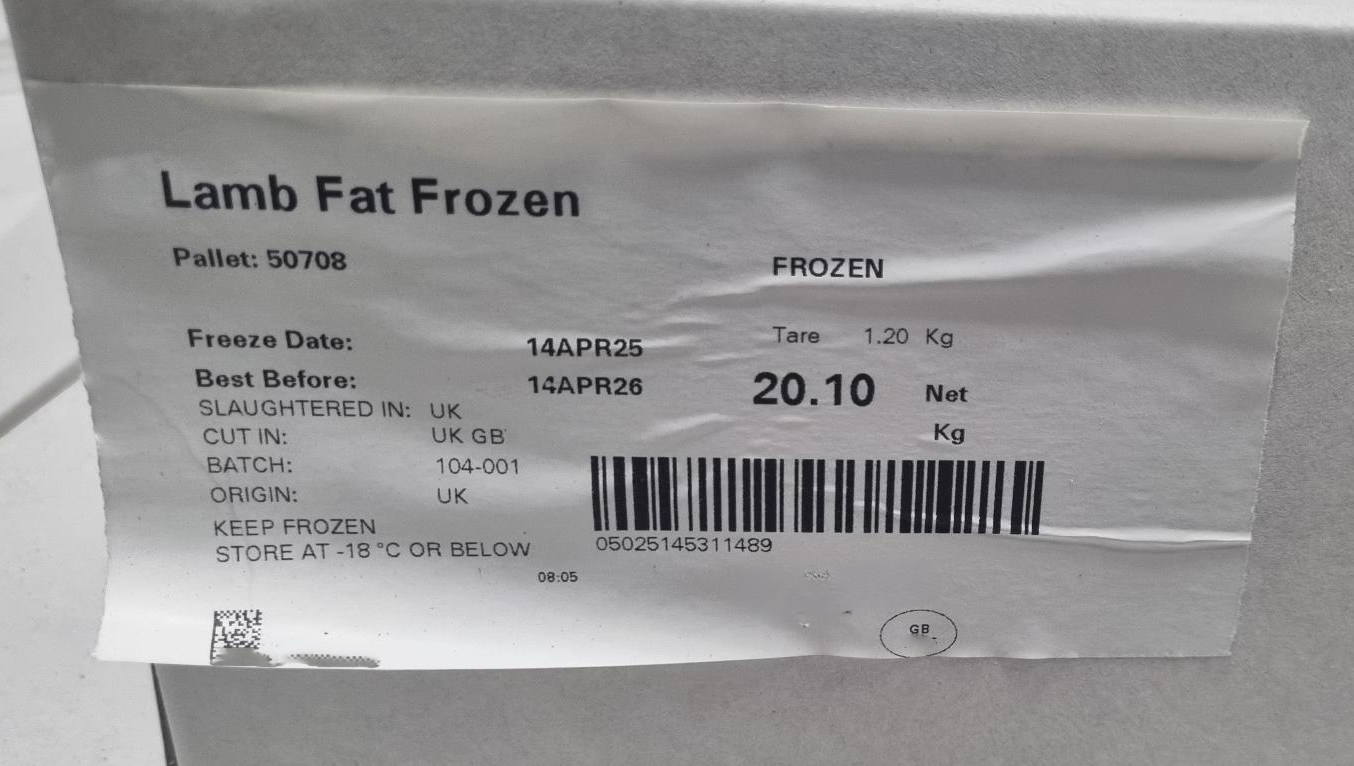 Lamb Fat Frozen
Pallet: 50708
FROZEN
Freeze Date: 14APR25
Tare 1.20 Kg
Best Before: 14APR26
20.10 Net
Kg
SLAUGHTERED IN: UK
CUT IN: UK GB
BATCH: 104-001
ORIGIN: UK
KEEP FROZEN
STORE AT -18 °C OR BELOW
05025145311489
08:05
GB